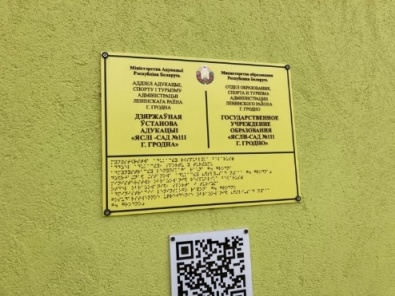 Міністэрства Адукацыі
Рэспублікі Беларусь
АДДЗЕЛ АДУКАЦЫІ,
СПОРТУ І ТУРЫЗМУ
АДМІНІСТРАЦЫІ
ЛЕНІНСКАГА РАЁНА
Г. ГРОДНА
ДЗЯРЖАЎНАЯ
ЎСТАНОВА
АДУКАЦЫІ
«ЯСЛІ -САД №111
Г. ГРОДНА»
Министерство образования
Республики Беларусь
ОТДЕЛ ОБРАЗОВАНИЯ,
СПОРТА И ТУРИЗМА
АДМИНИСТРАЦИИ
ЛЕНИНСКОГО РАЙОНА
Г. ГРОДНО
ГОСУДАРСТВЕННОЕ
УЧРЕЖДЕНИЕ
ОБРАЗОВАНИЯ
«ЯСЛИ-САД №111
Г. ГРОДНО»